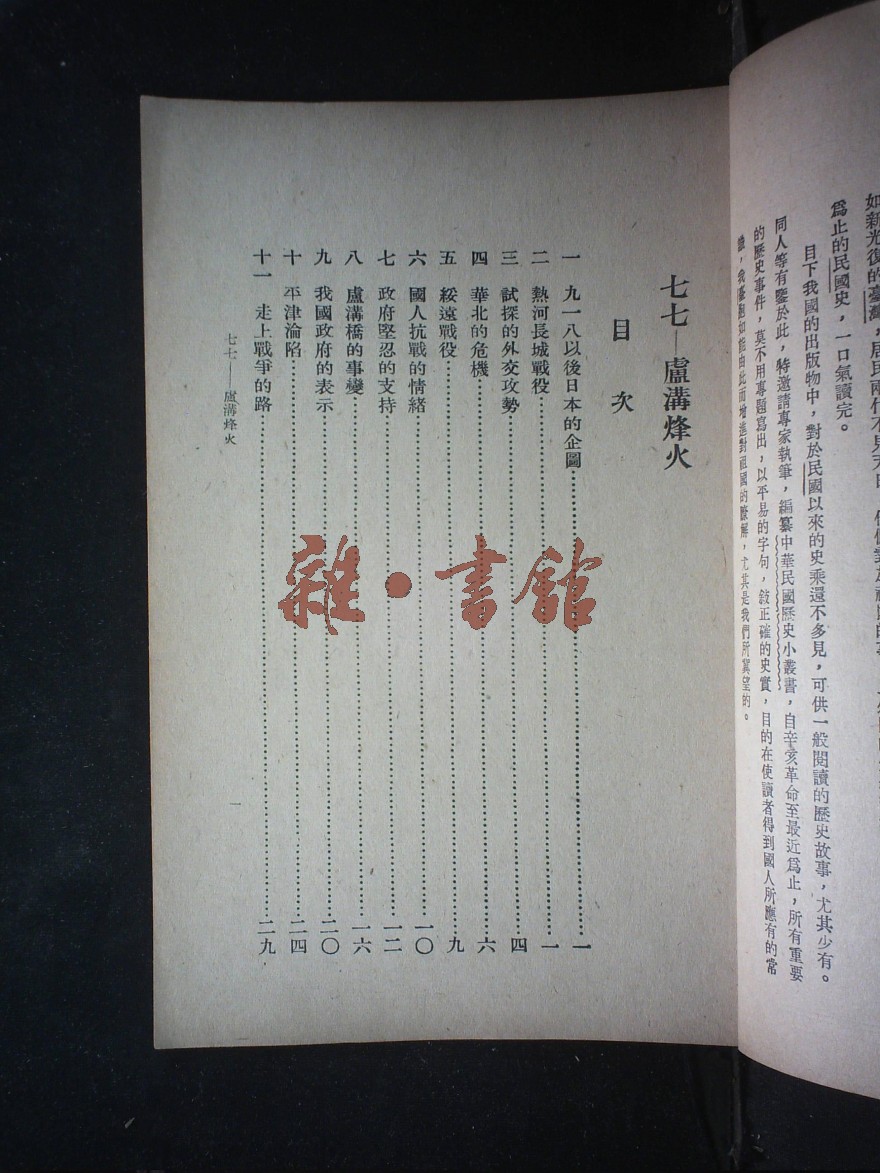 爲止的民國史，一口氣讀完。
目下我國的出版物中，對於民國以來的史乘還不多見，可供一般閱讀的歷史故事，尤其少有。
同人等有鑒於此，特邀請專家執筆，編纂中華民國歷史小叢書，自辛亥革命至最近爲止，所有重要
的歷史事件，莫不用專題寫出，以平易的字句，敍正確的史實，目的在使讀者得到國人所應有的常
識，我臺胞如能由此而增進對祖國的瞭解，尤其是我們所冀望的。
七七—盧溝烽火
目次
一 九一八以後日本的企圖……一
二 熱河長城戰役……一
三 試探的外交攻勢……四
四 華北的危機……六
五 綏遠戰役……九
六 國人抗戰的情緒……一〇
七 政府堅忍的支持……一二
八 盧溝橋的事變……一六
九 我國政府的表示……二〇
十 平津淪陷……二四
十一 走上戰爭的路……二九
七七—盧溝烽火
一
雜·書館